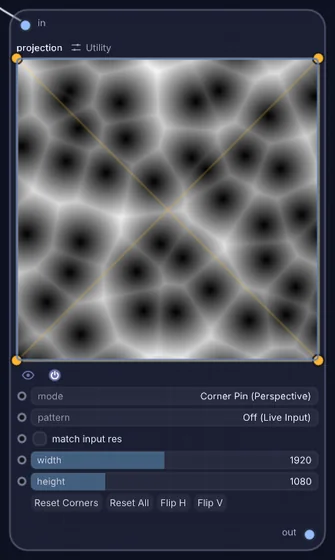 in
projection Utility
mode Corner Pin (Perspective)
pattern Off (Live Input)
match input res
width 1920
height 1080
Reset Corners Reset All Flip H Flip V
out